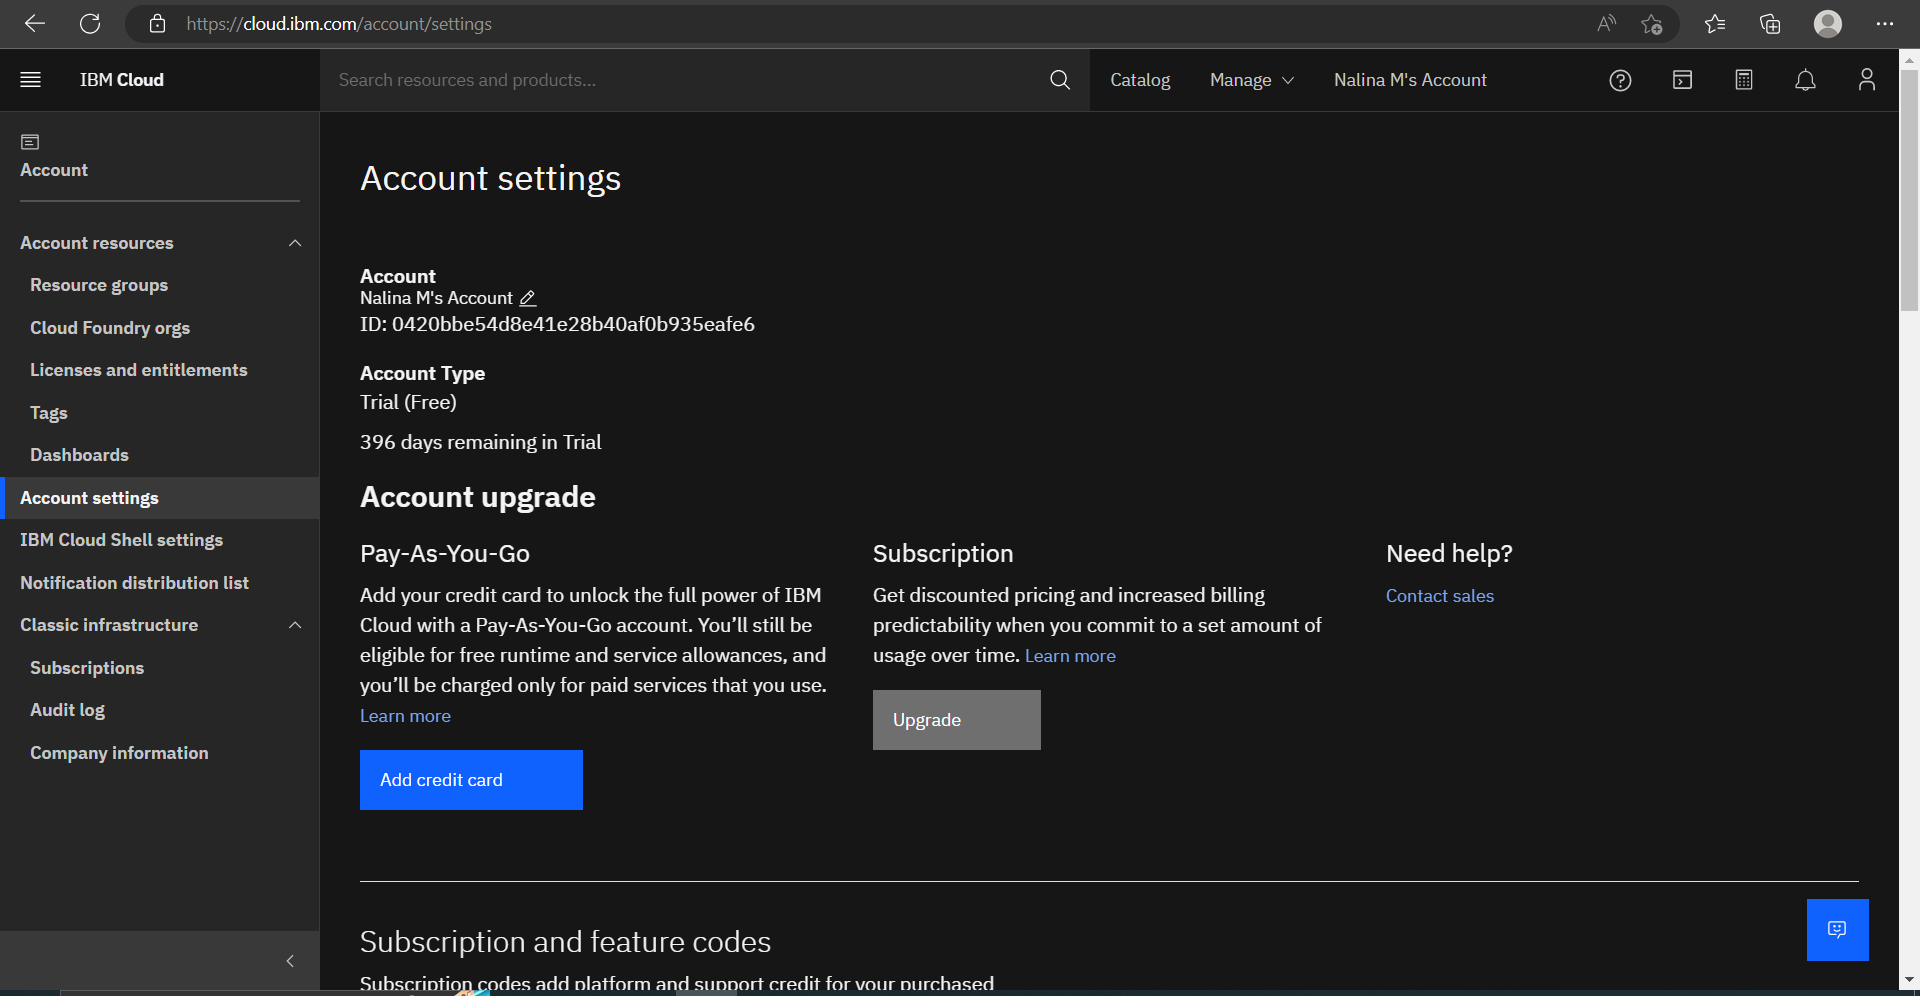 https://cloud.ibm.com/account/settings
IBM Cloud
Search resources and products...
Catalog
Manage
Nalina M's Account
Account
Account resources
Resource groups
Cloud Foundry orgs
Licenses and entitlements
Tags
Dashboards
Account settings
IBM Cloud Shell settings
Notification distribution list
Classic infrastructure
Subscriptions
Audit log
Company information
Account settings
Account
Nalina M's Account
ID: 0420bbe54d8e41e28b40af0b935eafe6
Account Type
Trial (Free)
396 days remaining in Trial
Account upgrade
Pay-As-You-Go
Add your credit card to unlock the full power of IBM
Cloud with a Pay-As-You-Go account. You’ll still be
eligible for free runtime and service allowances, and
you’ll be charged only for paid services that you use.
Learn more
Add credit card
Subscription
Get discounted pricing and increased billing
predictability when you commit to a set amount of
usage over time. Learn more
Upgrade
Need help?
Contact sales
Subscription and feature codes
Subscription codes add platform and support credit for your purchased